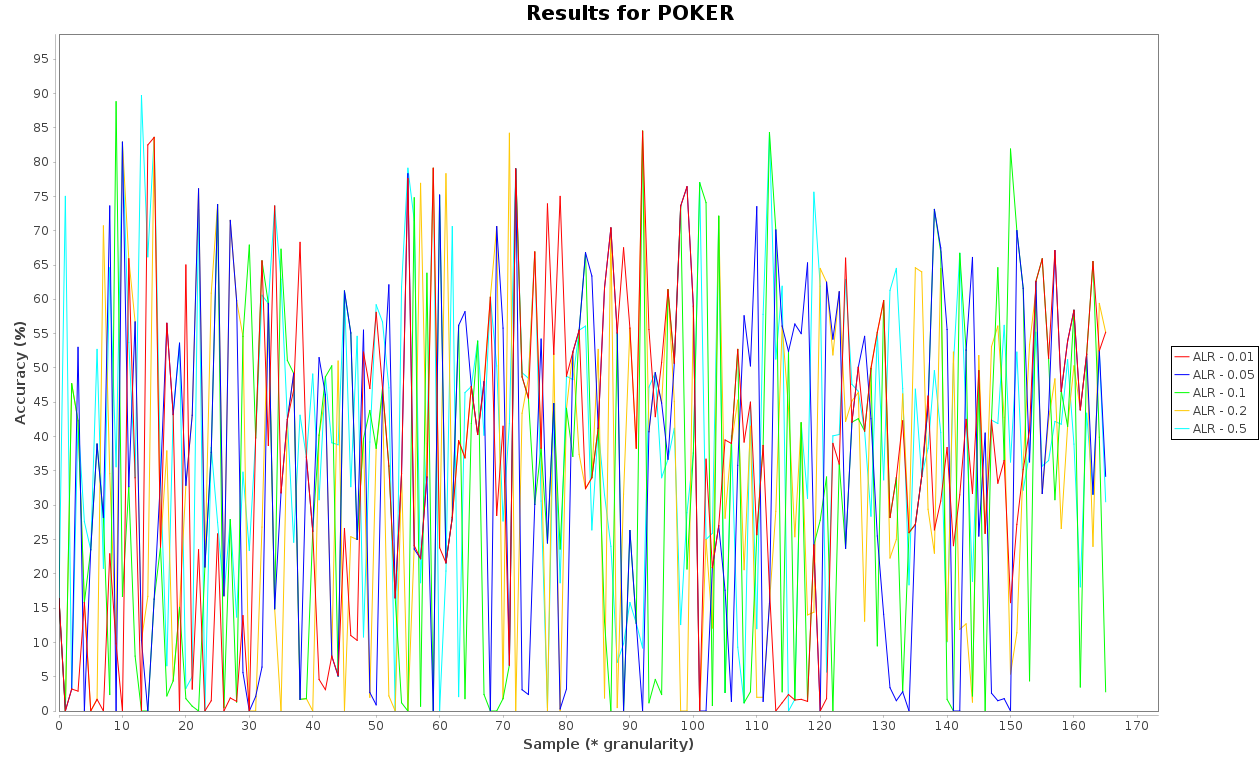 Results for POKER
Accuracy (%)
95
90
85
80
75
70
65
60
55
50
45
40
35
30
25
20
15
10
5
0
0 10 20 30 40 50 60 70 80 90 100 110 120 130 140 150 160 170
Sample (* granularity)
ALR - 0.01
ALR - 0.05
ALR - 0.1
ALR - 0.2
ALR - 0.5